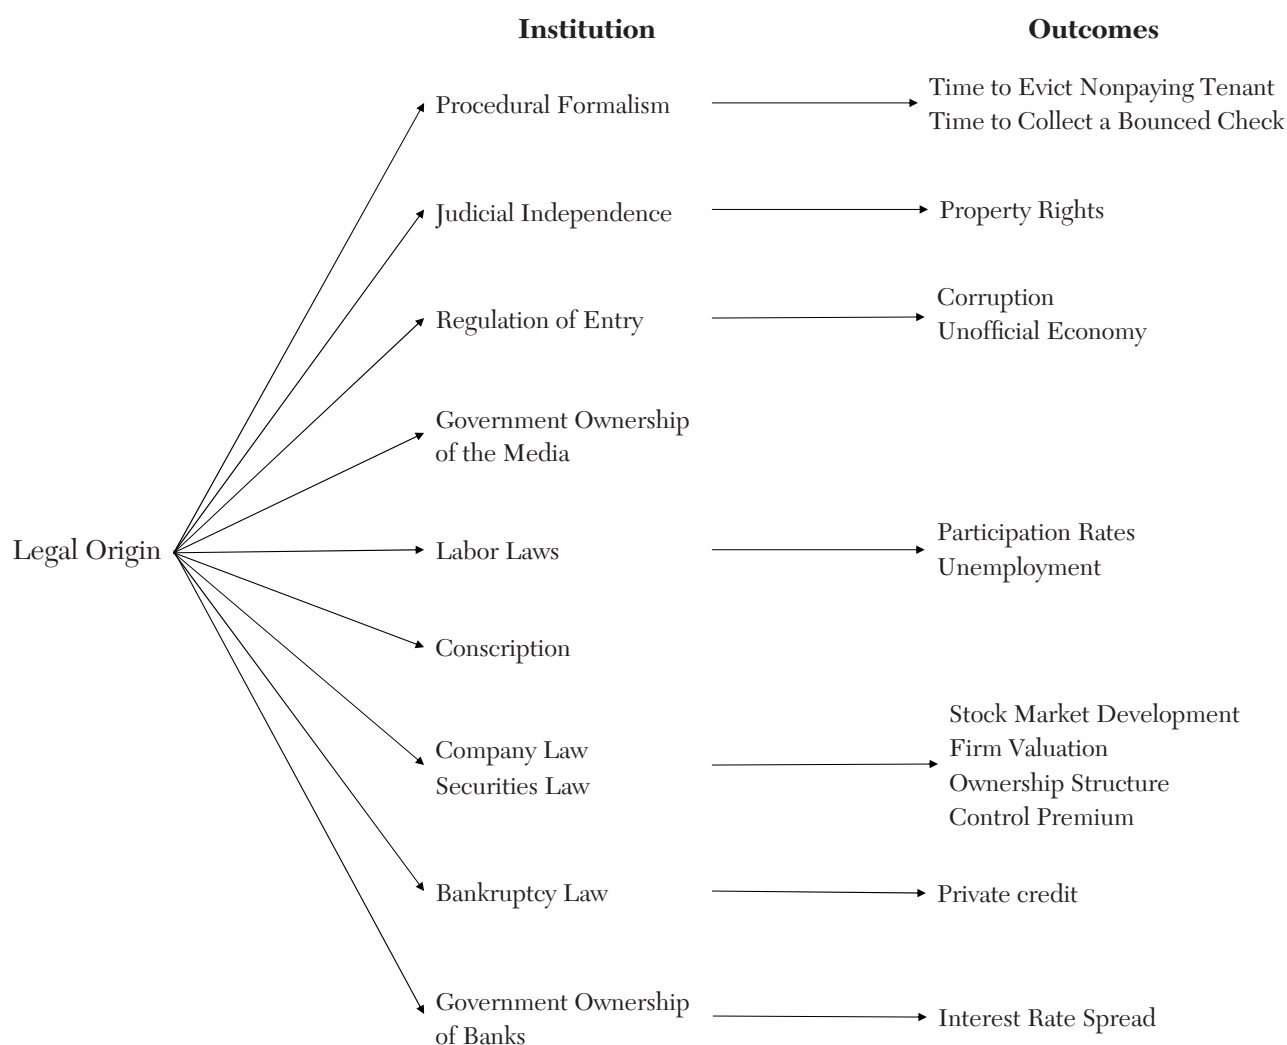 Institution
Outcomes
Procedural Formalism
Time to Evict Nonpaying Tenant
Time to Collect a Bounced Check
Judicial Independence
Property Rights
Regulation of Entry
Corruption
Unofficial Economy
Government Ownership
of the Media
Legal Origin
Labor Laws
Participation Rates
Unemployment
Conscription
Company Law
Securities Law
Stock Market Development
Firm Valuation
Ownership Structure
Control Premium
Bankruptcy Law
Private credit
Government Ownership
of Banks
Interest Rate Spread